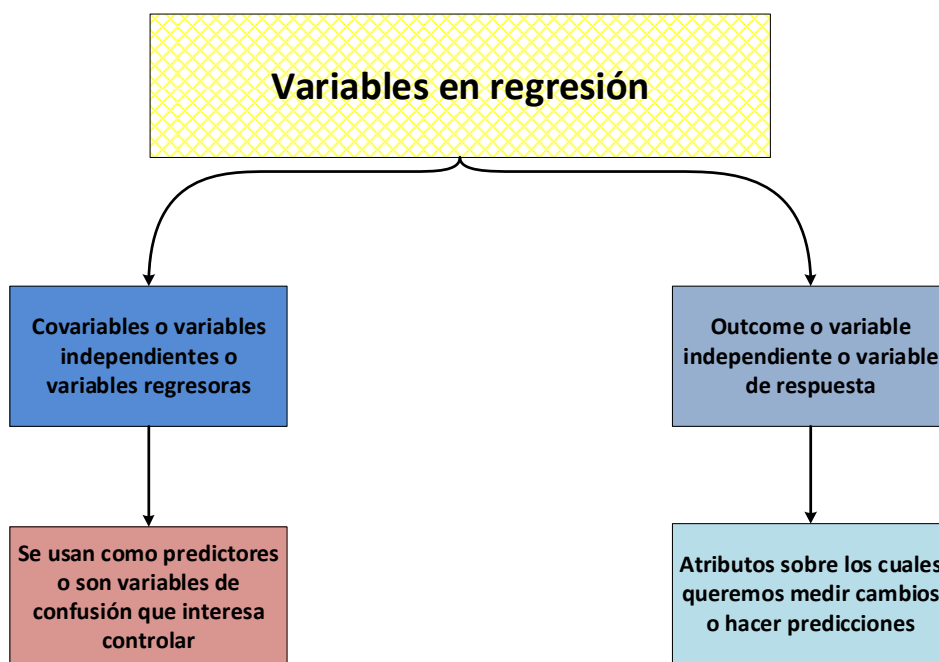 Variables en regresión
Covariables o variables
independientes o
variables regresoras
Outcome o variable
independiente o variable
de respuesta
Se usan como predictores
o son variables de
confusión que interesa
controlar
Atributos sobre los cuales
queremos medir cambios
o hacer predicciones